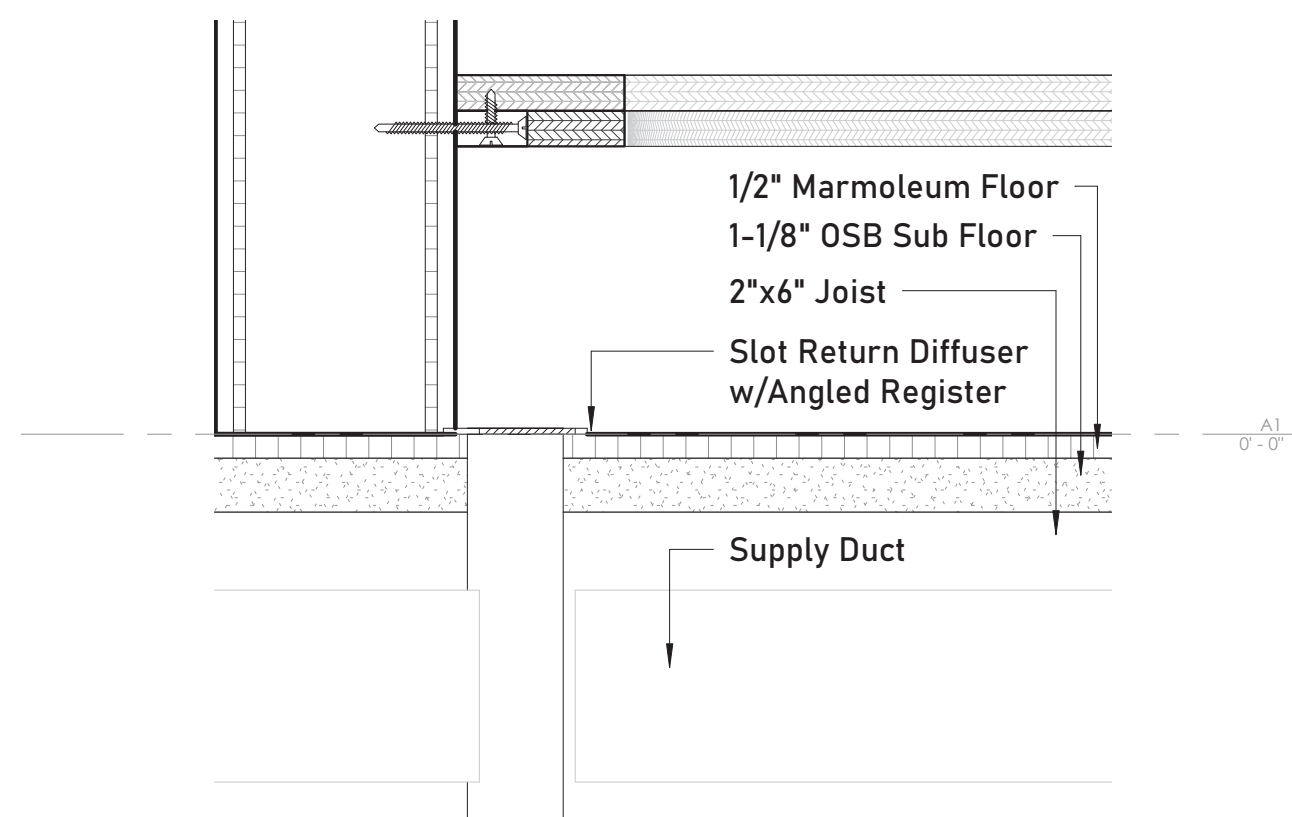 1/2" Marmoleum Floor
1-1/8" OSB Sub Floor
2"x6" Joist
Slot Return Diffuser
w/Angled Register
A1
0' - 0"
Supply Duct